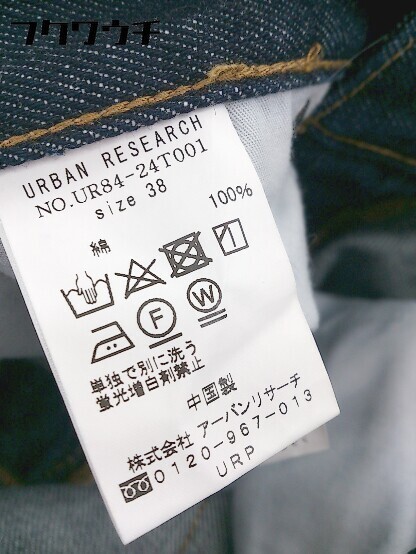 フクウクチ
URBAN RESEARCH
NO.UR84-24T001
size 38
綿 100%
F
W
単独で別に洗う
蛍光増白剤禁止
中国製
株式会社 アーバンリサーチ
0120-967-013
URP